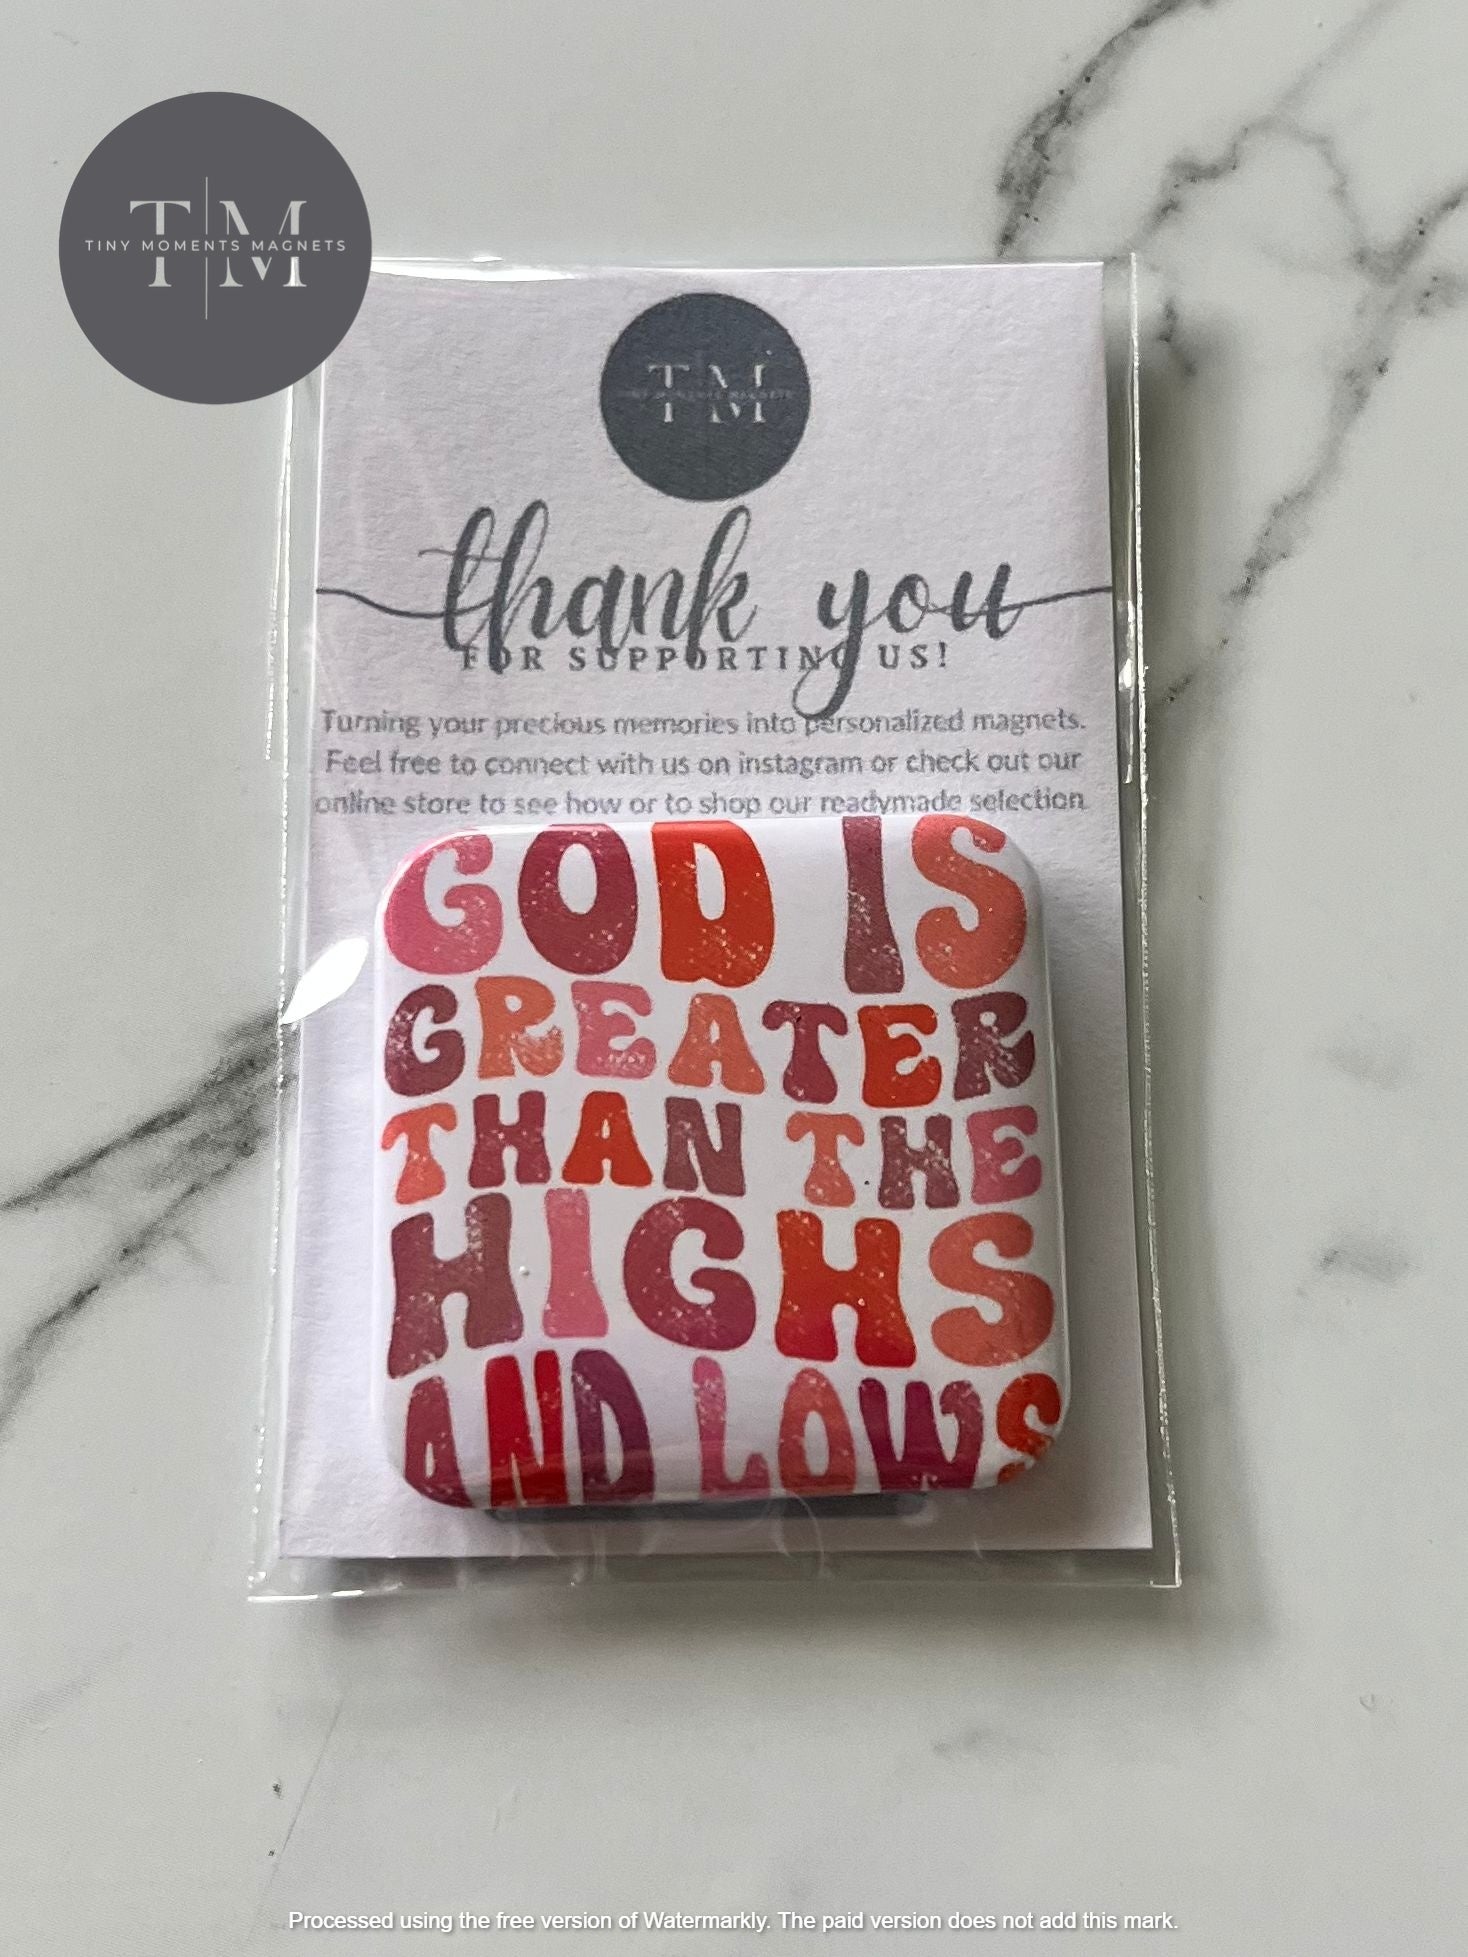 T M
TINY MOMENTS MAGNETS
T M
TINY MOMENTS MAGNETS
thank you
FOR SUPPORTING US!
Turning your precious memories into personalized magnets.
Feel free to connect with us on instagram or check out our
online store to see how or to shop our readymade selection.
GOD IS
GREATER
THAN THE
HIGHS
AND LOWS
Processed using the free version of Watermarkly. The paid version does not add this mark.